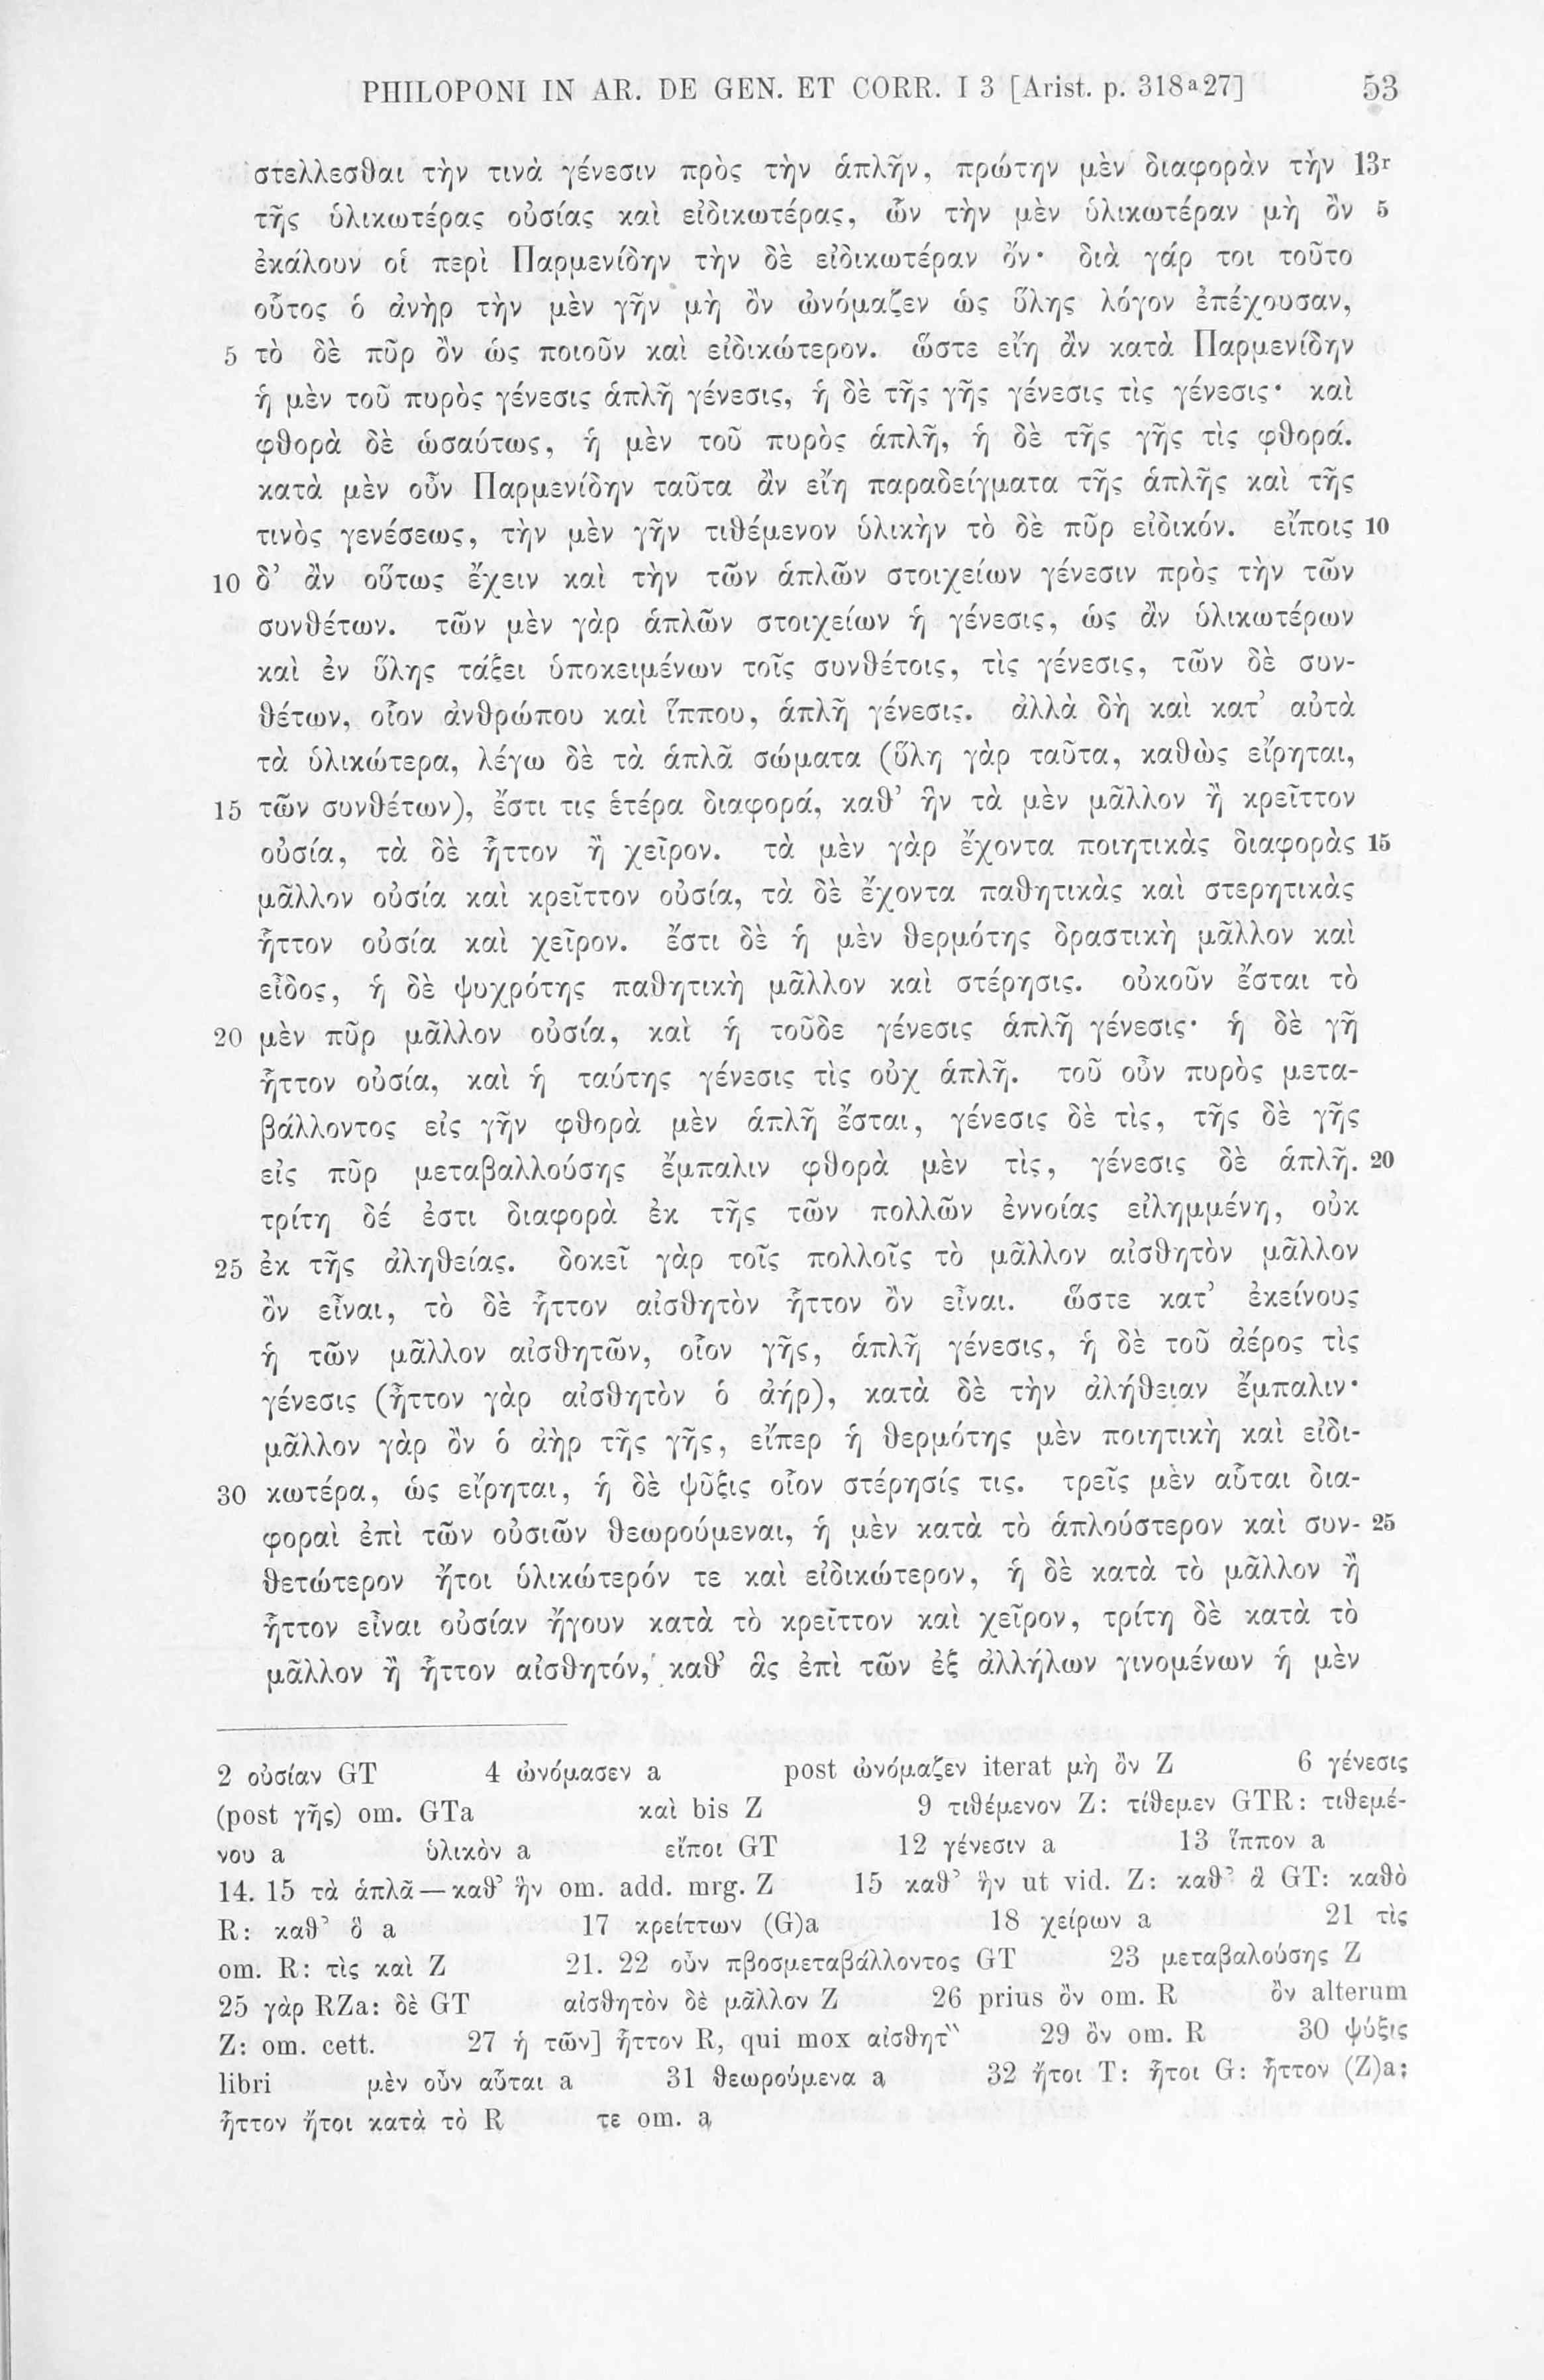 PHILOPONI IN AR. DE GEN. ET CORR. I 3 [Arist. p. 318a27] 53
στελλεσθαι τὴν τινὰ γένεσιν πρὸς τὴν ἁπλῆν, πρώτην μὲν διαφορὰν τὴν 13r
τῆς ὑλικωτέρας οὐσίας καὶ εἰδικωτέρας, ὧν τὴν μὲν ὑλικωτέραν μὴ ὂν 5
ἐκάλουν οἱ περὶ Παρμενίδην τὴν δὲ εἰδικωτέραν ὄν· διὰ γάρ τοι τοῦτο
οὗτος ὁ ἀνὴρ τὴν μὲν γῆν μὴ ὂν ὠνόμαζεν ὡς ὕλης λόγον ἐπέχουσαν,
5 τὸ δὲ πῦρ ὂν ὡς ποιοῦν καὶ εἰδικώτερον. ὥστε εἴη ἂν κατὰ Παρμενίδην
ἡ μὲν τοῦ πυρὸς γένεσις ἁπλῆ γένεσις, ἡ δὲ τῆς γῆς γένεσις τὶς γένεσις· καὶ
φθορὰ δὲ ὡσαύτως, ἡ μὲν τοῦ πυρὸς ἁπλῆ, ἡ δὲ τῆς γῆς τὶς φθορά.
κατὰ μὲν οὖν Παρμενίδην ταῦτα ἂν εἴη παραδείγματα τῆς ἁπλῆς καὶ τῆς
τινὸς γενέσεως, τὴν μὲν γῆν τιθέμενον ὑλικὴν τὸ δὲ πῦρ εἰδικόν. εἴποις 10
10 δ’ ἂν οὕτως ἔχειν καὶ τὴν τῶν ἁπλῶν στοιχείων γένεσιν πρὸς τὴν τῶν
συνθέτων. τῶν μὲν γὰρ ἁπλῶν στοιχείων ἡ γένεσις, ὡς ἂν ὑλικωτέρων
καὶ ἐν ὕλης τάξει ὑποκειμένων τοῖς συνθέτοις, τὶς γένεσις, τῶν δὲ συν-
θέτων, οἷον ἀνθρώπου καὶ ἵππου, ἁπλῆ γένεσις. ἀλλὰ δὴ καὶ κατ’ αὐτὰ
τὰ ὑλικώτερα, λέγω δὲ τὰ ἁπλᾶ σώματα (ὕλη γὰρ ταῦτα, καθὼς εἴρηται,
15 τῶν συνθέτων), ἔστι τις ἑτέρα διαφορά, καθ’ ἣν τὰ μὲν μᾶλλον ἢ κρεῖττον
οὐσία, τὰ δὲ ἧττον ἢ χεῖρον. τὰ μὲν γὰρ ἔχοντα ποιητικὰς διαφορὰς 15
μᾶλλον οὐσία καὶ κρεῖττον οὐσία, τὰ δὲ ἔχοντα παθητικὰς καὶ στερητικὰς
ἧττον οὐσία καὶ χεῖρον. ἔστι δὲ ἡ μὲν θερμότης δραστικὴ μᾶλλον καὶ
εἶδος, ἡ δὲ ψυχρότης παθητικὴ μᾶλλον καὶ στέρησις. οὐκοῦν ἔσται τὸ
20 μὲν πῦρ μᾶλλον οὐσία, καὶ ἡ τοῦδε γένεσις ἁπλῆ γένεσις· ἡ δὲ γῆ
ἧττον οὐσία, καὶ ἡ ταύτης γένεσις τὶς οὐχ ἁπλῆ. τοῦ οὖν πυρὸς μετα-
βάλλοντος εἰς γῆν φθορὰ μὲν ἁπλῆ ἔσται, γένεσις δὲ τὶς, τῆς δὲ γῆς
εἰς πῦρ μεταβαλλούσης ἔμπαλιν φθορὰ μὲν τὶς, γένεσις δὲ ἁπλῆ. 20
τρίτη δέ ἐστι διαφορὰ ἐκ τῆς τῶν πολλῶν ἐννοίας εἰλημμένη, οὐκ
25 ἐκ τῆς ἀληθείας. δοκεῖ γὰρ τοῖς πολλοῖς τὸ μᾶλλον αἰσθητὸν μᾶλλον
ὂν εἶναι, τὸ δὲ ἧττον αἰσθητὸν ἧττον ὂν εἶναι. ὥστε κατ’ ἐκείνους
ἡ τῶν μᾶλλον αἰσθητῶν, οἷον γῆς, ἁπλῆ γένεσις, ἡ δὲ τοῦ ἀέρος τὶς
γένεσις (ἧττον γὰρ αἰσθητὸν ὁ ἀήρ), κατὰ δὲ τὴν ἀλήθειαν ἔμπαλιν·
μᾶλλον γὰρ ὂν ὁ ἀὴρ τῆς γῆς, εἴπερ ἡ θερμότης μὲν ποιητικὴ καὶ εἰδι-
30 κωτέρα, ὡς εἴρηται, ἡ δὲ ψῦξις οἷον στέρησίς τις. τρεῖς μὲν αὗται δια-
φοραὶ ἐπὶ τῶν οὐσιῶν θεωρούμεναι, ἡ μὲν κατὰ τὸ ἁπλούστερον καὶ συν- 25
θετώτερον ἤτοι ὑλικώτερόν τε καὶ εἰδικώτερον, ἡ δὲ κατὰ τὸ μᾶλλον ἢ
ἧττον εἶναι οὐσίαν ἤγουν κατὰ τὸ κρεῖττον καὶ χεῖρον, τρίτη δὲ κατὰ τὸ
μᾶλλον ἢ ἧττον αἰσθητόν, καθ’ ἃς ἐπὶ τῶν ἐξ ἀλλήλων γινομένων ἡ μὲν
2 οὐσίαν GT 4 ὠνόμασεν a post ὠνόμαζεν iterat μὴ ὂν Z 6 γένεσις
(post γῆς) om. GTa καὶ bis Z 9 τιθέμενον Z: τίθεμεν GTR: τιθεμέ-
νου a ὑλικὸν a εἴποι GT 12 γένεσιν a 13 ἵππον a
14. 15 τὰ ἁπλᾶ—καθ’ ἣν om. add. mrg. Z 15 καθ’ ἣν ut vid. Z: καθ’ ἃ GT: καθὸ
R: καθ’ ὃ a 17 κρείττων (G)a 18 χείρων a 21 τὶς
om. R: τὶς καὶ Z 21. 22 οὖν πβοσμεταβάλλοντος GT 23 μεταβαλούσης Z
25 γὰρ RZa: δὲ GT αἰσθητὸν δὲ μᾶλλον Z 26 prius ὂν om. R ὂν alterum
Z: om. cett. 27 ἡ τῶν] ἧττον R, qui mox αἰσθητ‶ 29 ὂν om. R 30 ψύξις
libri μὲν οὖν αὗται a 31 θεωρούμενα a 32 ἤτοι T: ἦτοι G: ἧττον (Z)a:
ἧττον ἤτοι κατὰ τὸ R τε om. a